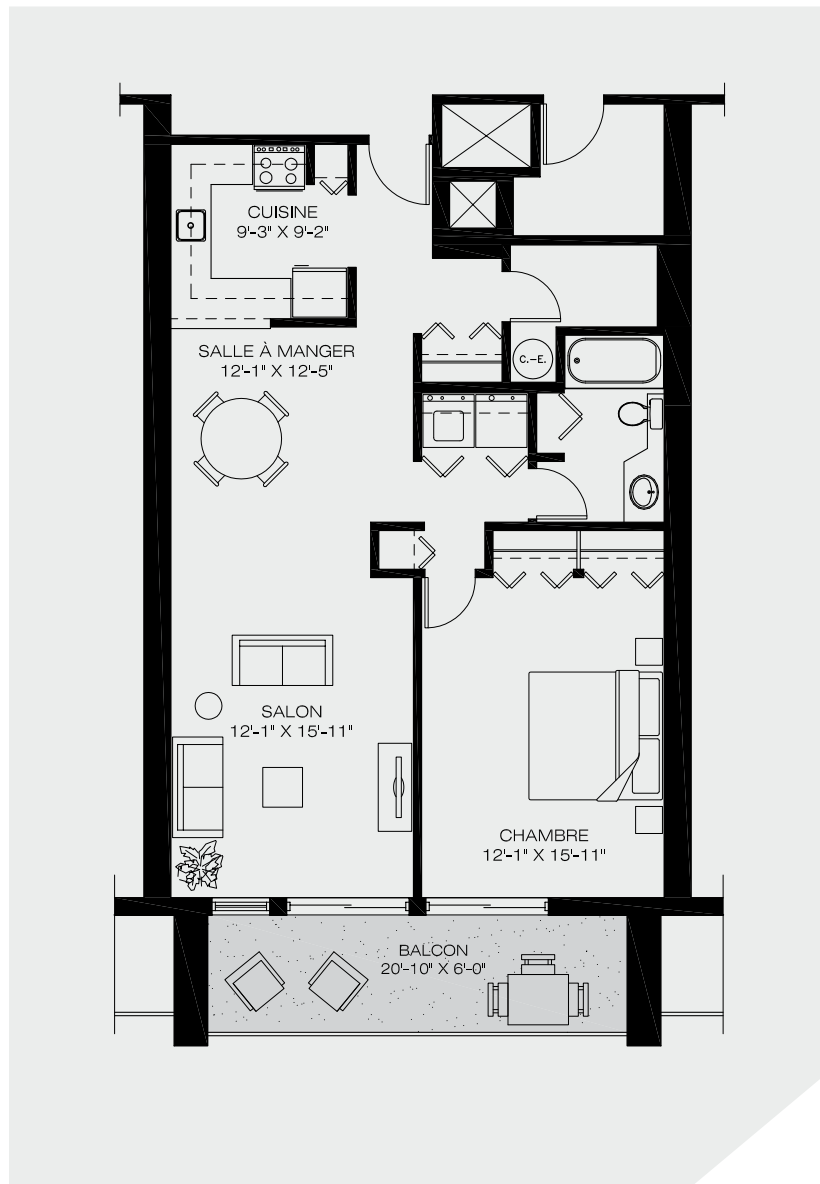 CUISINE
9'-3" X 9'-2"
SALLE À MANGER
12'-1" X 12'-5"
C.-E.
SALON
12'-1" X 15'-11"
CHAMBRE
12'-1" X 15'-11"
BALCON
20'-10" X 6'-0"